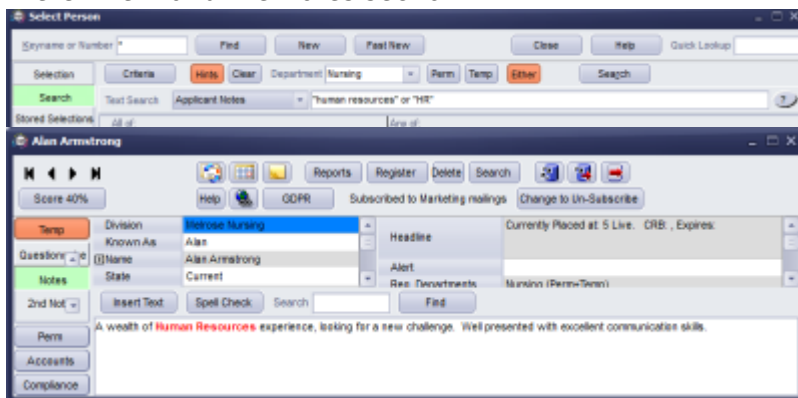 Select Person
Keyname or Number * Find New Fast New Close Help Quick Lookup
Selection Criteria Hints Clear Department Nursing Perm Temp Either Search
Search Text Search Applicant Notes "human resources" or "HR" ?
Stored Selections All of: Any of:
Alan Armstrong
Reports Register Delete Search
Score 40% Help GDPR Subscribed to Marketing mailings Change to Un-Subscribe
Temp Division Melrose Nursing Headline Currently Placed at: 5 Live. CRB: , Expires:
Known As Alan
Name Alan Armstrong Alert
Notes State Current Reg. Departments Nursing (Perm+Temp)
2nd Not Insert Text Spell Check Search Find
A wealth of Human Resources experience, looking for a new challenge. Well presented with excellent communication skills.
Perm
Accounts
Compliance